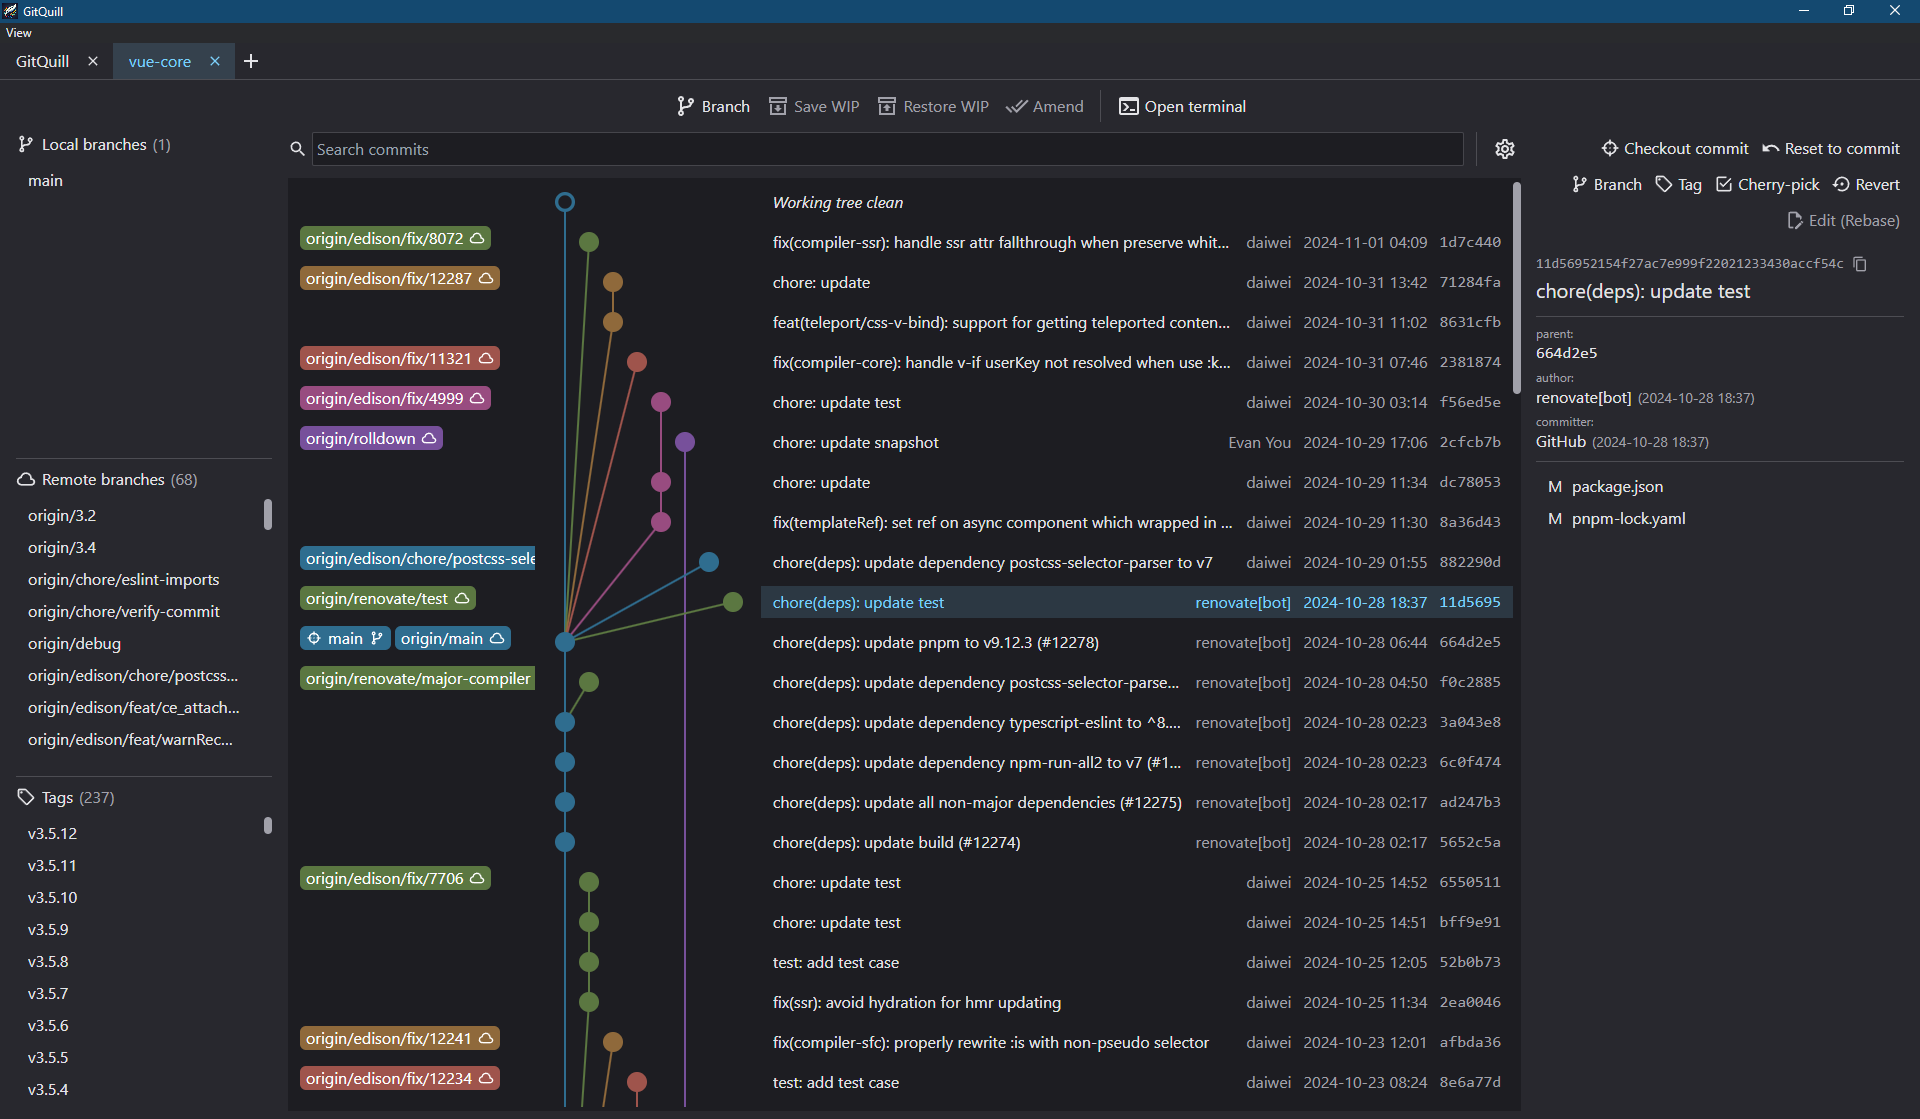 GitQuill
View
GitQuill
vue-core
Branch Save WIP Restore WIP Amend Open terminal
Local branches (1)
main
Remote branches (68)
origin/3.2
origin/3.4
origin/chore/eslint-imports
origin/chore/verify-commit
origin/debug
origin/edison/chore/postcss...
origin/edison/feat/ce_attach...
origin/edison/feat/warnRec...
Tags (237)
v3.5.12
v3.5.11
v3.5.10
v3.5.9
v3.5.8
v3.5.7
v3.5.6
v3.5.5
v3.5.4
Search commits
Working tree clean
origin/edison/fix/8072 fix(compiler-ssr): handle ssr attr fallthrough when preserve whit... daiwei 2024-11-01 04:09 1d7c440
origin/edison/fix/12287 chore: update daiwei 2024-10-31 13:42 71284fa
feat(teleport/css-v-bind): support for getting teleported conten... daiwei 2024-10-31 11:02 8631cfb
origin/edison/fix/11321 fix(compiler-core): handle v-if userKey not resolved when use :k... daiwei 2024-10-31 07:46 2381874
origin/edison/fix/4999 chore: update test daiwei 2024-10-30 03:14 f56ed5e
origin/rolldown chore: update snapshot Evan You 2024-10-29 17:06 2cfcb7b
chore: update daiwei 2024-10-29 11:34 dc78053
fix(templateRef): set ref on async component which wrapped in ... daiwei 2024-10-29 11:30 8a36d43
origin/edison/chore/postcss-sele chore(deps): update dependency postcss-selector-parser to v7 daiwei 2024-10-29 01:55 882290d
origin/renovate/test chore(deps): update test renovate[bot] 2024-10-28 18:37 11d5695
main origin/main chore(deps): update pnpm to v9.12.3 (#12278) renovate[bot] 2024-10-28 06:44 664d2e5
origin/renovate/major-compiler chore(deps): update dependency postcss-selector-parse... renovate[bot] 2024-10-28 04:50 f0c2885
chore(deps): update dependency typescript-eslint to ^8.... renovate[bot] 2024-10-28 02:23 3a043e8
chore(deps): update dependency npm-run-all2 to v7 (#1... renovate[bot] 2024-10-28 02:23 6c0f474
chore(deps): update all non-major dependencies (#12275) renovate[bot] 2024-10-28 02:17 ad247b3
chore(deps): update build (#12274) renovate[bot] 2024-10-28 02:17 5652c5a
origin/edison/fix/7706 chore: update test daiwei 2024-10-25 14:52 6550511
chore: update test daiwei 2024-10-25 14:51 bff9e91
test: add test case daiwei 2024-10-25 12:05 52b0b73
fix(ssr): avoid hydration for hmr updating daiwei 2024-10-25 11:34 2ea0046
origin/edison/fix/12241 fix(compiler-sfc): properly rewrite :is with non-pseudo selector daiwei 2024-10-23 12:01 afbda36
origin/edison/fix/12234 test: add test case daiwei 2024-10-23 08:24 8e6a77d
Checkout commit Reset to commit
Branch Tag Cherry-pick Revert
Edit (Rebase)
11d56952154f27ac7e999f22021233430accf54c
chore(deps): update test
parent:
664d2e5
author:
renovate[bot] (2024-10-28 18:37)
committer:
GitHub (2024-10-28 18:37)
M package.json
M pnpm-lock.yaml